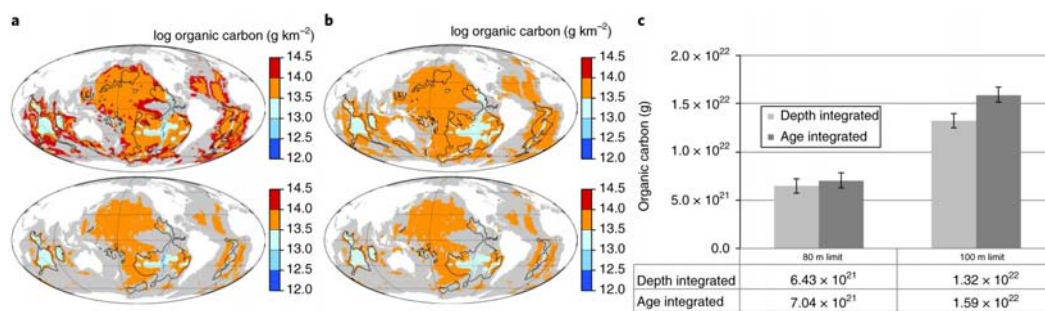 a
log organic carbon (g km⁻²)
14.5
14.0
13.5
13.0
12.5
12.0
14.5
14.0
13.5
13.0
12.5
12.0
b
log organic carbon (g km⁻²)
14.5
14.0
13.5
13.0
12.5
12.0
14.5
14.0
13.5
13.0
12.5
12.0
c
Organic carbon (g)
2.0 × 10²²
1.5 × 10²²
1.0 × 10²²
5.0 × 10²¹
0.0
Depth integrated
Age integrated
80 m limit 100 m limit
Depth integrated 6.43 × 10²¹ 1.32 × 10²²
Age integrated 7.04 × 10²¹ 1.59 × 10²²